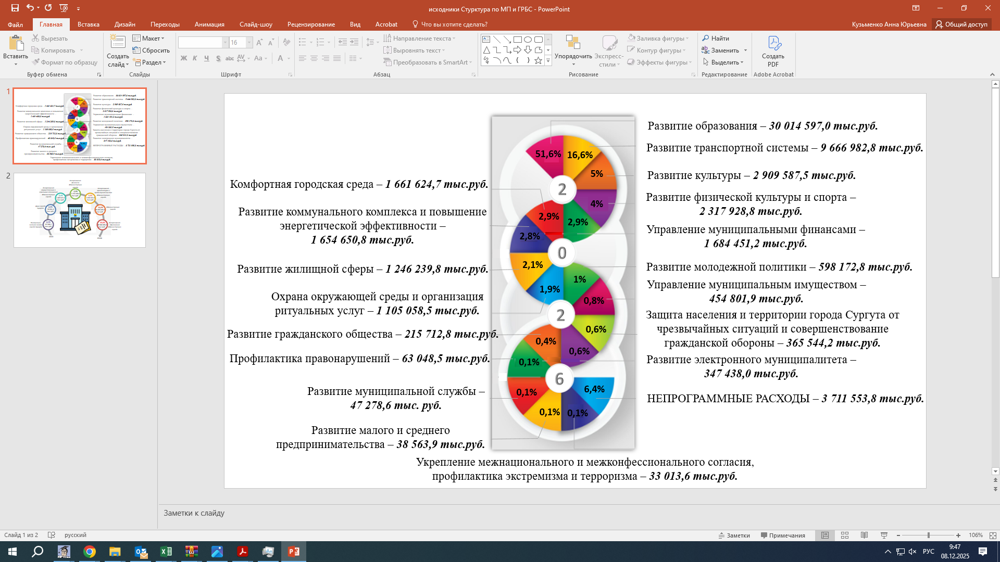 исходники Стурктура по МП и ГРБС - PowerPoint
Файл
Главная
Вставка
Дизайн
Переходы
Анимация
Слайд-шоу
Рецензирование
Вид
Acrobat
Что вы хотите сделать?
Кузьменко Анна Юрьевна
Общий доступ
Вставить
Вырезать
Копировать
Формат по образцу
Буфер обмена
Создать слайд
Макет
Сбросить
Раздел
Слайды
16
Ж К Ч S abc AV Aa A
Шрифт
Направление текста
Выровнять текст
Преобразовать в SmartArt
Абзац
Упорядочить
Экспресс-стили
Заливка фигуры
Контур фигуры
Эффекты фигуры
Рисование
Найти
Заменить
Выделить
Редактирование
Создать PDF
Adobe Acrobat
1
2
Комфортная городская среда – 1 661 624,7 тыс.руб.
Развитие коммунального комплекса и повышение
энергетической эффективности –
1 654 650,8 тыс.руб.
Развитие жилищной сферы – 1 246 239,8 тыс.руб.
Охрана окружающей среды и организация
ритуальных услуг – 1 105 058,5 тыс.руб.
Развитие гражданского общества – 215 712,8 тыс.руб.
Профилактика правонарушений – 63 048,5 тыс.руб.
Развитие муниципальной службы –
47 278,6 тыс. руб.
Развитие малого и среднего
предпринимательства – 38 563,9 тыс.руб.
51,6%
16,6%
5%
2
4%
2,9%
2,9%
2,8%
0
2,1%
1,9%
1%
0,8%
2
0,6%
0,4%
0,6%
0,1%
6
0,1%
6,4%
0,1%
0,1%
Развитие образования – 30 014 597,0 тыс.руб.
Развитие транспортной системы – 9 666 982,8 тыс.руб.
Развитие культуры – 2 909 587,5 тыс.руб.
Развитие физической культуры и спорта –
2 317 928,8 тыс.руб.
Управление муниципальными финансами –
1 684 451,2 тыс.руб.
Развитие молодежной политики – 598 172,8 тыс.руб.
Управление муниципальным имуществом –
454 801,9 тыс.руб.
Защита населения и территории города Сургута от
чрезвычайных ситуаций и совершенствование
гражданской обороны – 365 544,2 тыс.руб.
Развитие электронного муниципалитета –
347 438,0 тыс.руб.
НЕПРОГРАММНЫЕ РАСХОДЫ – 3 711 553,8 тыс.руб.
Укрепление межнационального и межконфессионального согласия,
профилактика экстремизма и терроризма – 33 013,6 тыс.руб.
Заметки к слайду
Слайд 1 из 2
русский
Заметки
Примечания
106%
РУС
9:47
08.12.2025